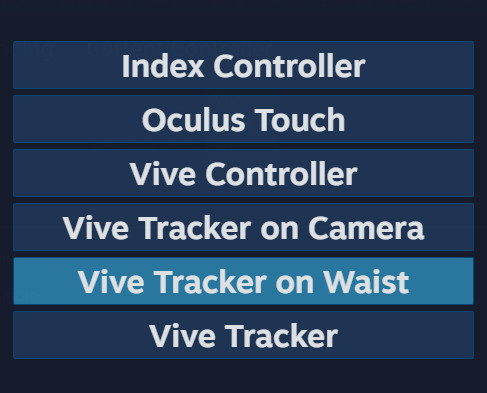 Index Controller
Oculus Touch
Vive Controller
Vive Tracker on Camera
Vive Tracker on Waist
Vive Tracker